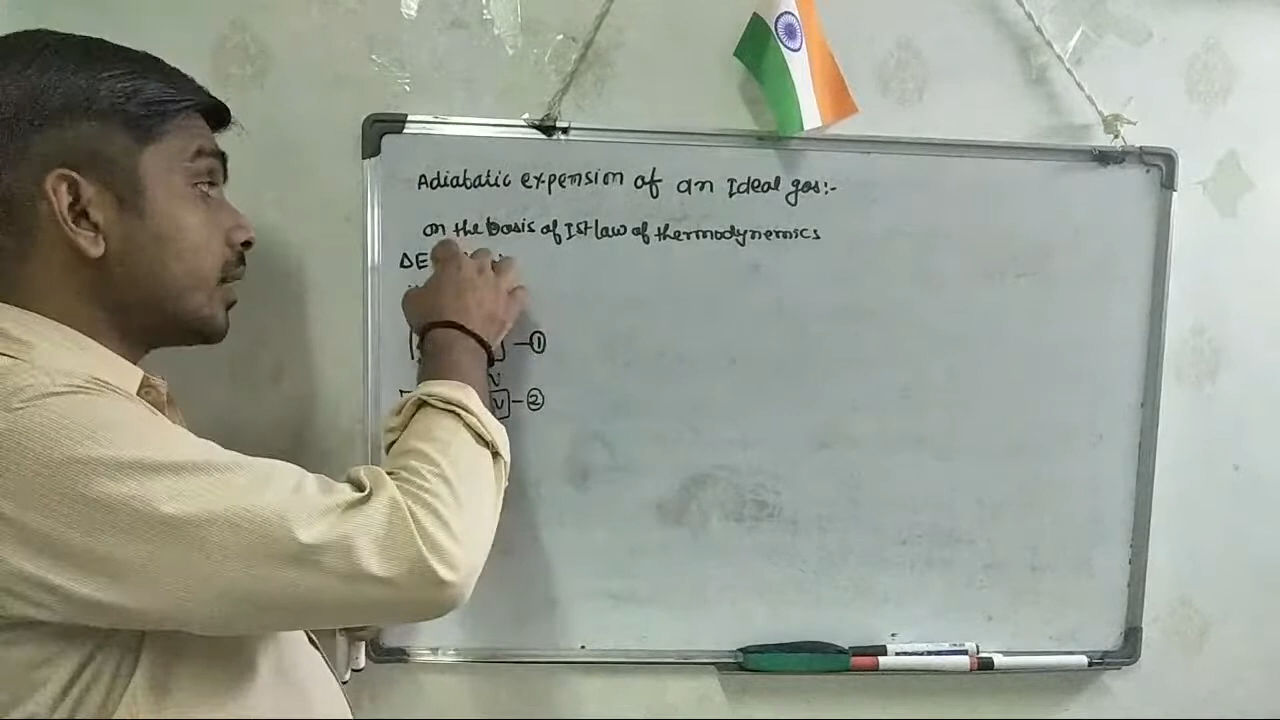 Adiabatic expension of an Ideal gas:-
on the basis of Ist law of thermodynemics
ΔE
—①
V
V —②